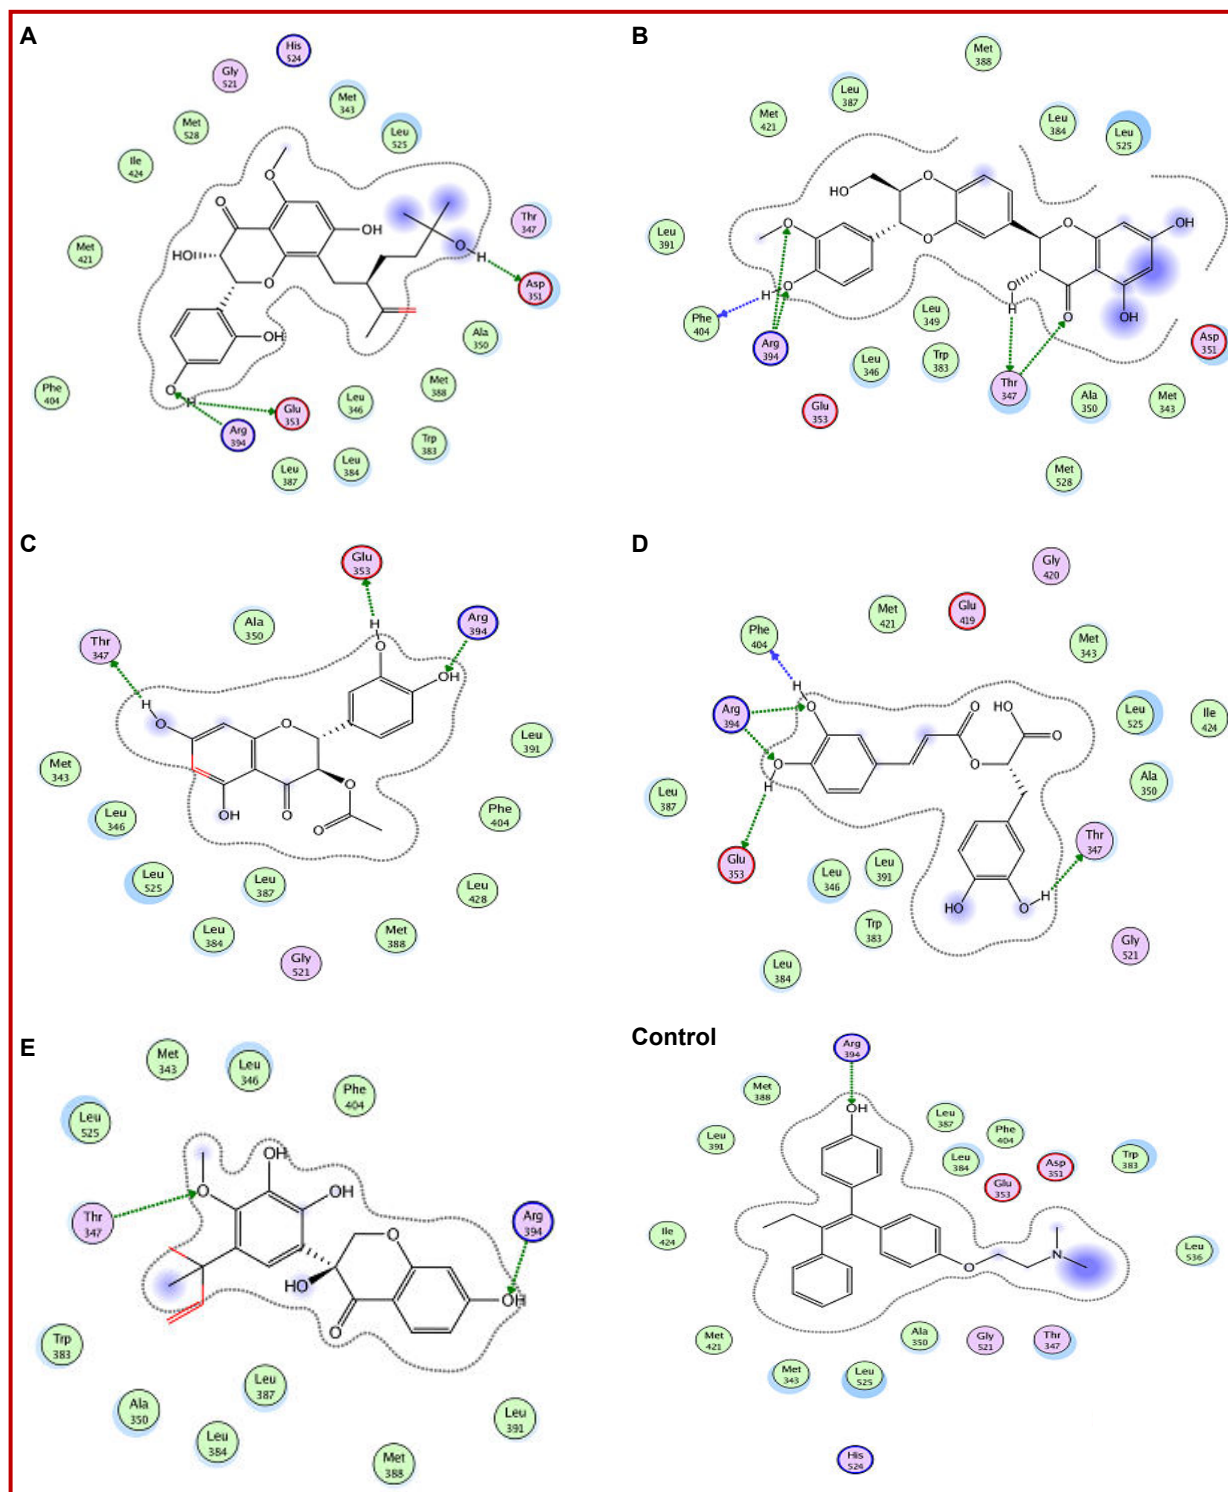 A
His
524
Gly
521
Met
343
Met
528
Leu
525
Ile
424
O
O
Thr
347
OH
O
H
Met
421
HO
O
Asp
351
OH
Ala
350
Phe
404
O
H
Met
388
Leu
346
Glu
353
Arg
394
Trp
383
Leu
384
Leu
387
B
Met
388
Leu
387
Met
421
Leu
384
Leu
525
HO
O
O
O
O
OH
Leu
391
O
H
O
H
O
OH
Phe
404
Arg
394
Leu
349
Leu
346
Trp
383
Thr
347
Asp
351
Ala
350
Met
343
Glu
353
Met
528
C
Glu
353
Ala
350
Arg
394
Thr
347
H
O
OH
H
O
O
Leu
391
Met
343
OH
O
O
O
Phe
404
Leu
346
Leu
525
Leu
387
Leu
428
Leu
384
Met
388
Gly
521
D
Gly
420
Glu
419
Met
421
Phe
404
Met
343
H
Arg
394
O
O
HO
O
O
Leu
525
Ile
424
O
H
Leu
387
Ala
350
Thr
347
Glu
353
Leu
346
Leu
391
HO
O
H
Trp
383
Gly
521
Leu
384
E
Met
343
Leu
346
Phe
404
Leu
525
OH
O
OH
Thr
347
Arg
394
O
HO
O
OH
Trp
383
Leu
387
Ala
350
Leu
384
Leu
391
Met
388
Control
Arg
394
Met
388
OH
Leu
387
Phe
404
Leu
391
Leu
384
Asp
351
Trp
383
Glu
353
Ile
424
N
O
Leu
536
Met
421
Ala
350
Gly
521
Thr
347
Met
343
Leu
525
His
524